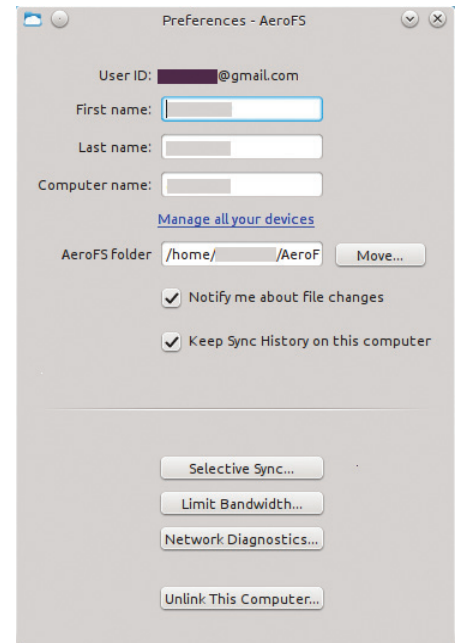 Preferences - AeroFS
User ID: @gmail.com
First name:
Last name:
Computer name:
Manage all your devices
AeroFS folder /home/ /AeroF Move...
Notify me about file changes
Keep Sync History on this computer
Selective Sync...
Limit Bandwidth...
Network Diagnostics...
Unlink This Computer...